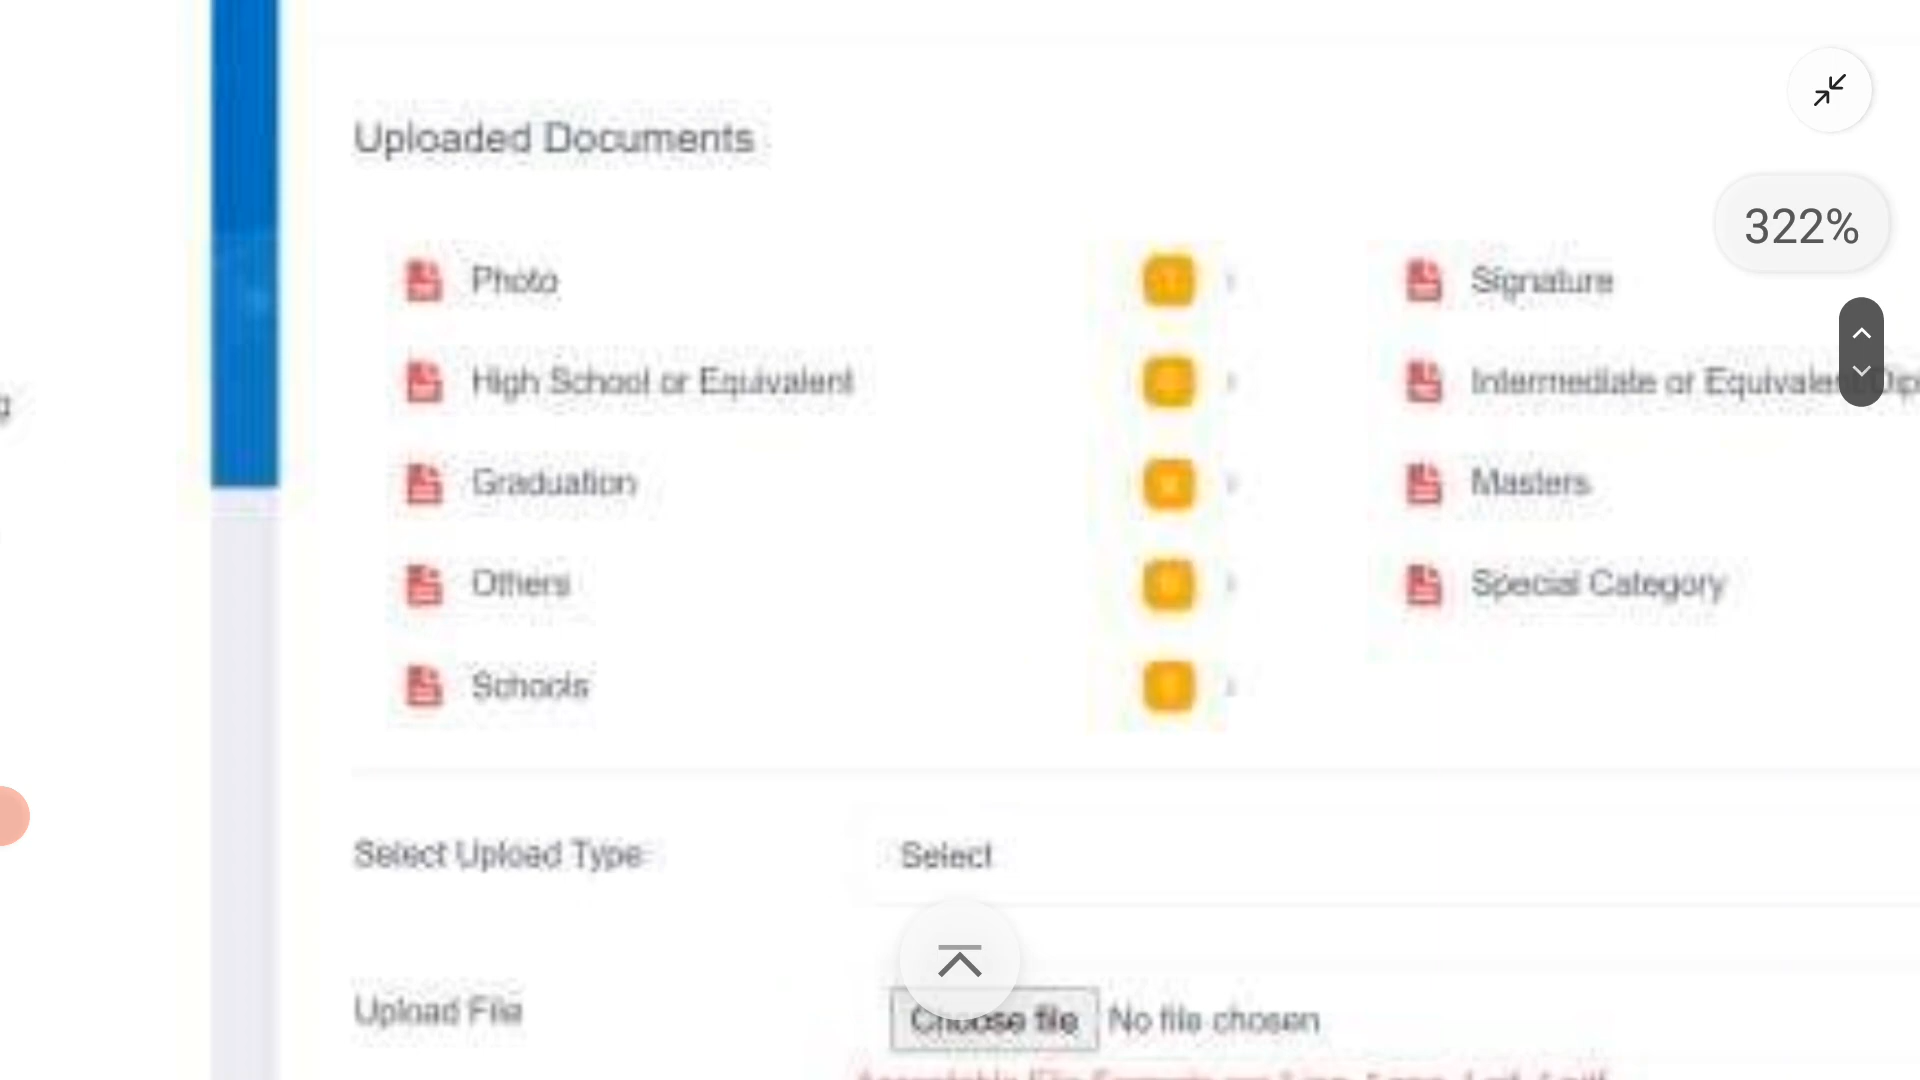 Uploaded Documents
322%
Photo
Signature
High School or Equivalent
Intermediate or
Graduation
Masters
Others
Special Category
Schools
Select Upload Type
Select
Upload File
Choose file No file chosen